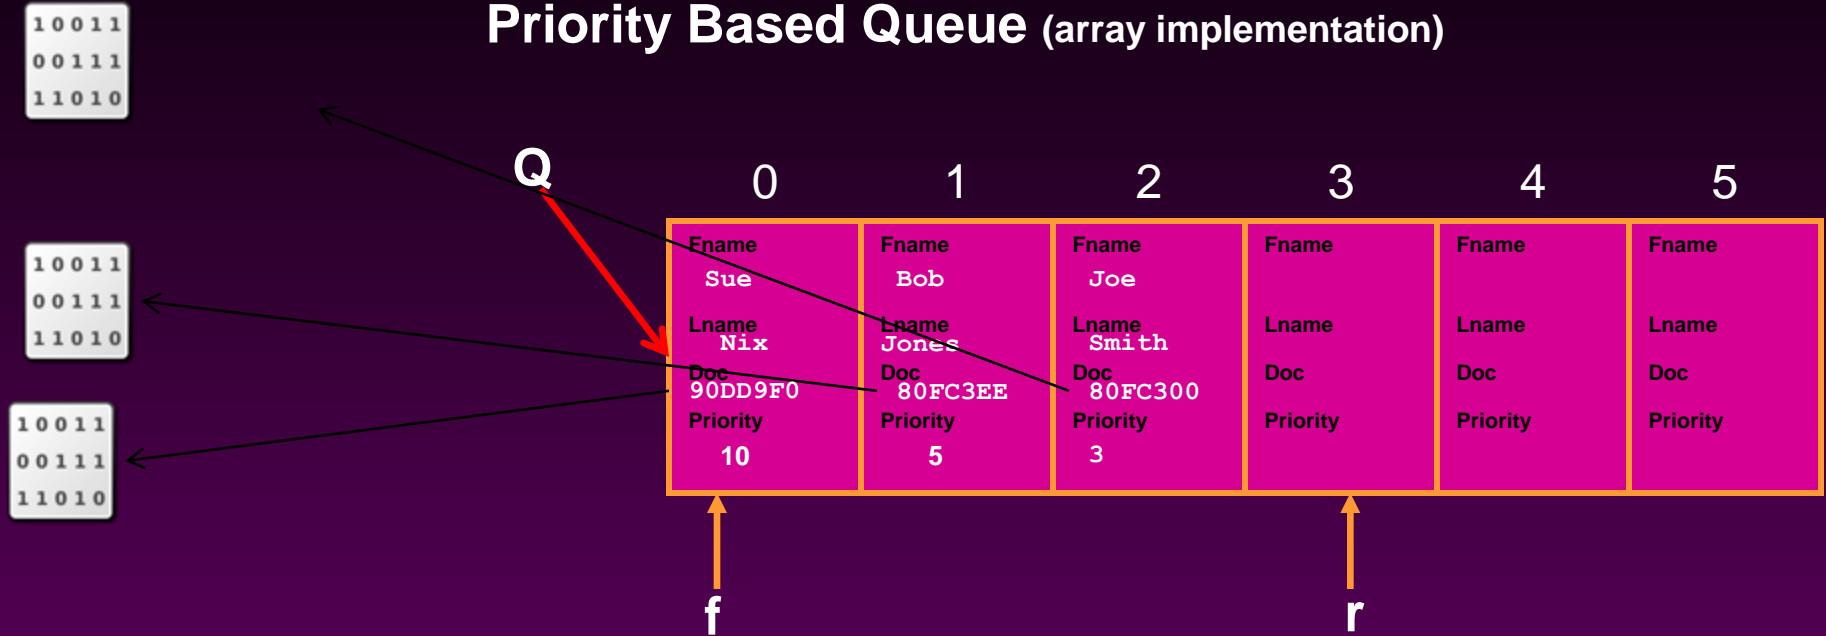 Priority Based Queue (array implementation)
10011
00111
11010
Q
0 1 2 3 4 5
10011
00111
11010
Fname Fname Fname Fname Fname Fname
Sue Bob Joe
Lname Lname Lname Lname Lname Lname
Nix Jones Smith
Doc Doc Doc Doc Doc Doc
90DD9F0 80FC3EE 80FC300
Priority Priority Priority Priority Priority Priority
10 5 3
10011
00111
11010
f r